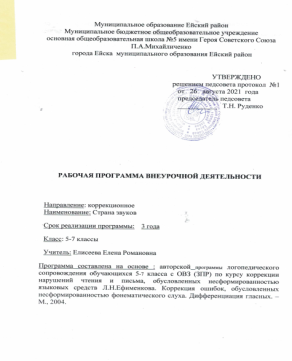 Муниципальное образование Ейский район
Муниципальное бюджетное общеобразовательное учреждение
основная общеобразовательная школа №5 имени Героя Советского Союза
П.А.Михайличенко
города Ейска муниципального образования Ейский район
УТВЕРЖДЕНО
решением педсовета протокол №1
от 26 августа 2021 года
председатель педсовета
Т.Н. Руденко
РАБОЧАЯ ПРОГРАММА ВНЕУРОЧНОЙ ДЕЯТЕЛЬНОСТИ
Направление: коррекционное
Наименование: Страна звуков
Срок реализации программы: 3 года
Класс: 5-7 классы
Учитель: Елисеева Елена Романовна
Программа составлена на основе : авторской программы логопедического
сопровождения обучающихся 5-7 класса с ОВЗ (ЗПР) по курсу коррекции
нарушений чтения и письма, обусловленных несформированностью
языковых средств Л.Н.Ефименкова. Коррекция ошибок, обусловленных
несформированностью фонематического слуха. Дифференциация гласных. –
М., 2004.